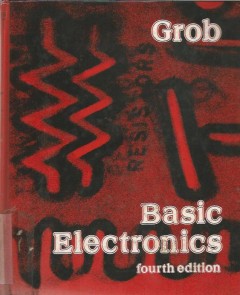 Grob
RESISTORS
Basic
Electronics
fourth edition